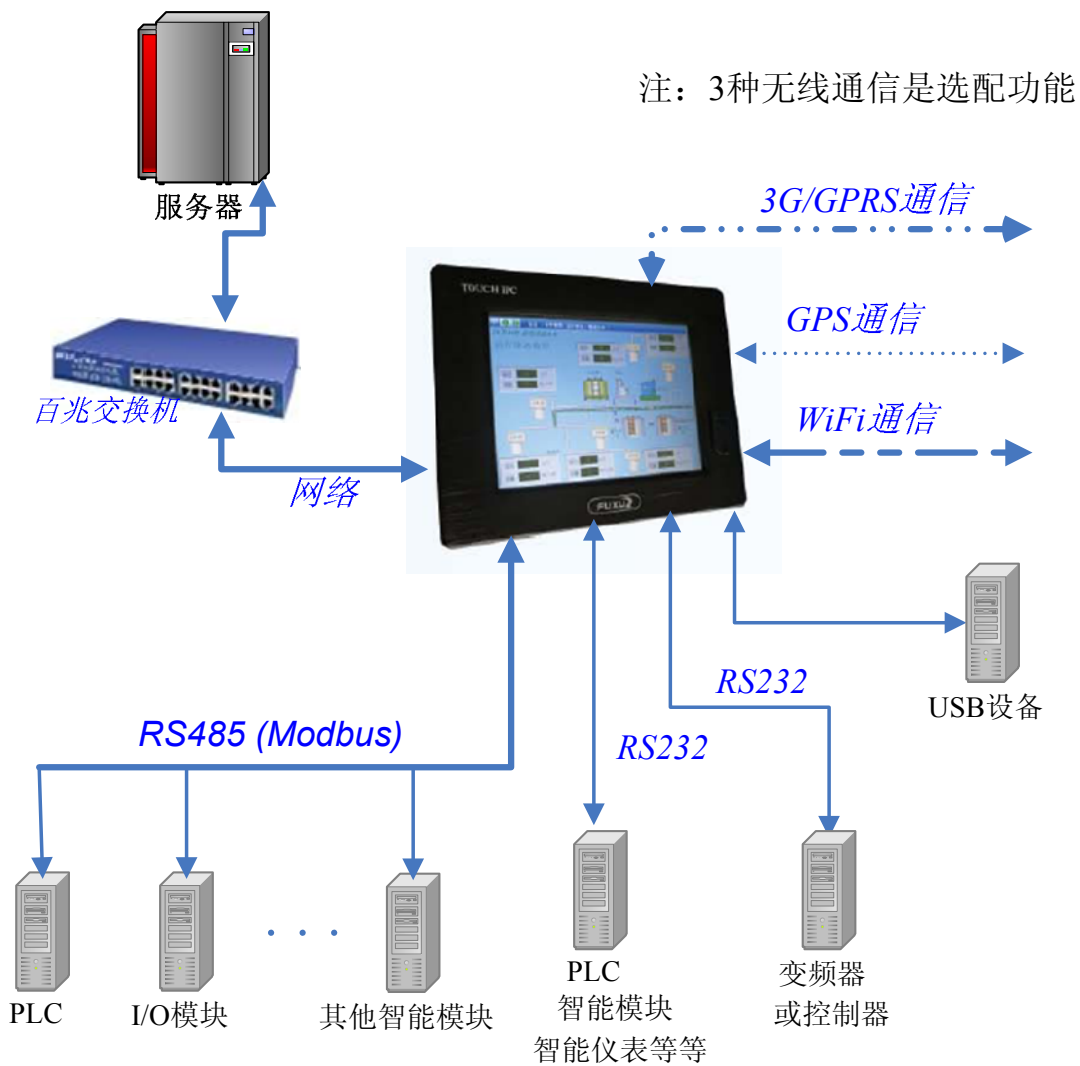 注：3种无线通信是选配功能
服务器
3G/GPRS通信
TOUCH PPC
GPS通信
百兆交换机
WiFi通信
网络
USB设备
RS232
RS485 (Modbus)
RS232
PLC
I/O模块
其他智能模块
PLC
智能模块
智能仪表等等
变频器
或控制器